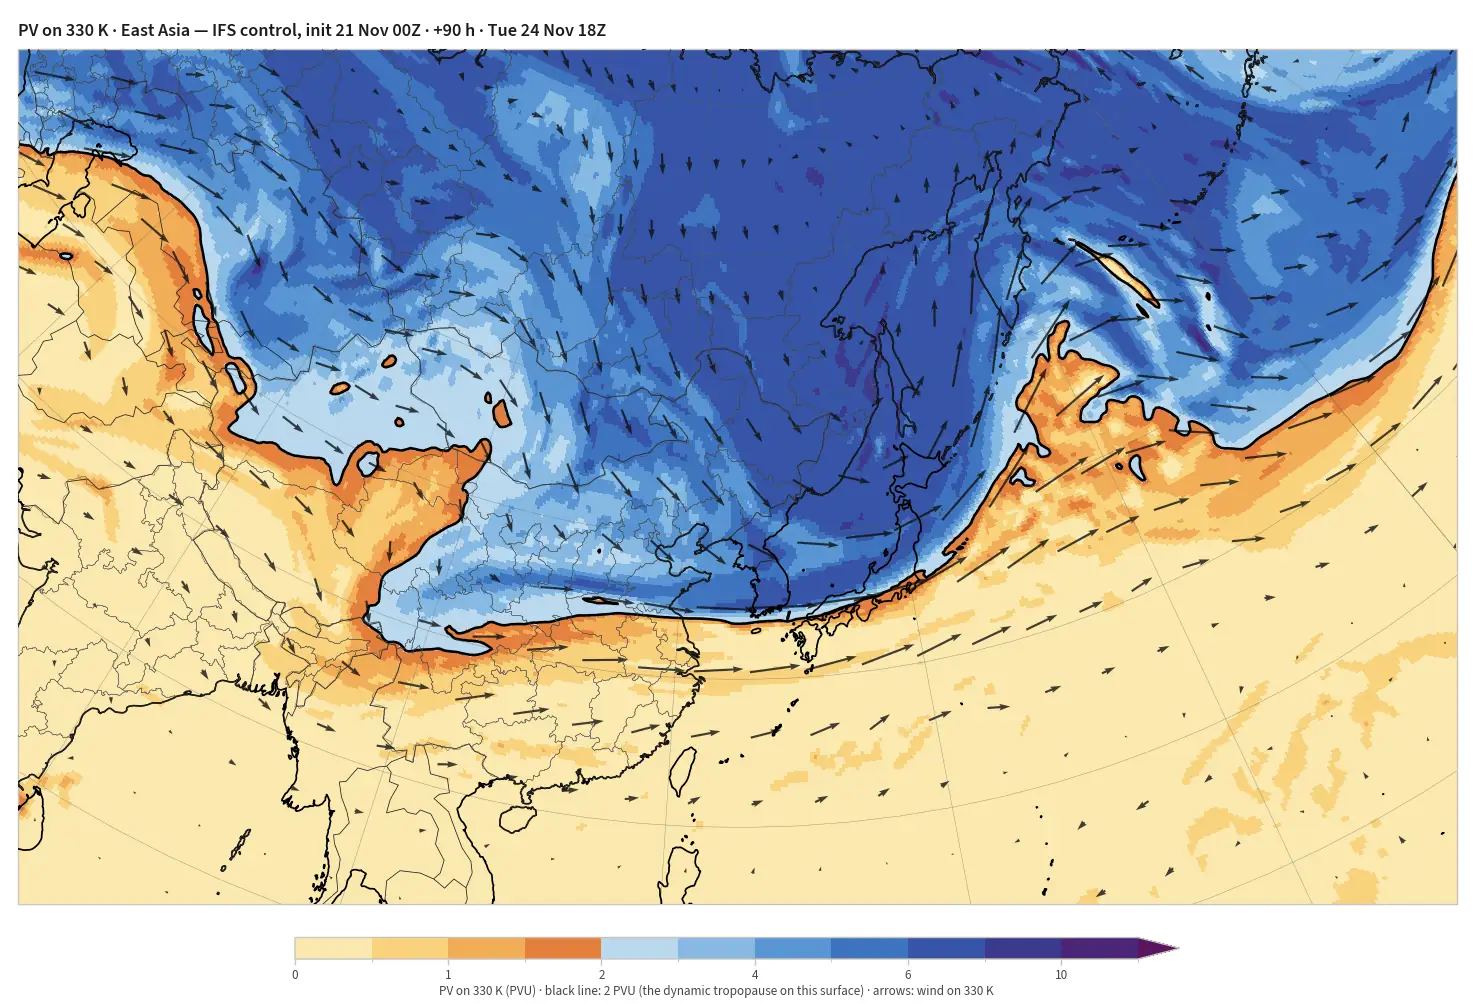 PV on 330 K · East Asia — IFS control, init 21 Nov 00Z · +90 h · Tue 24 Nov 18Z
0 1 2 4 6 10
PV on 330 K (PVU) · black line: 2 PVU (the dynamic tropopause on this surface) · arrows: wind on 330 K